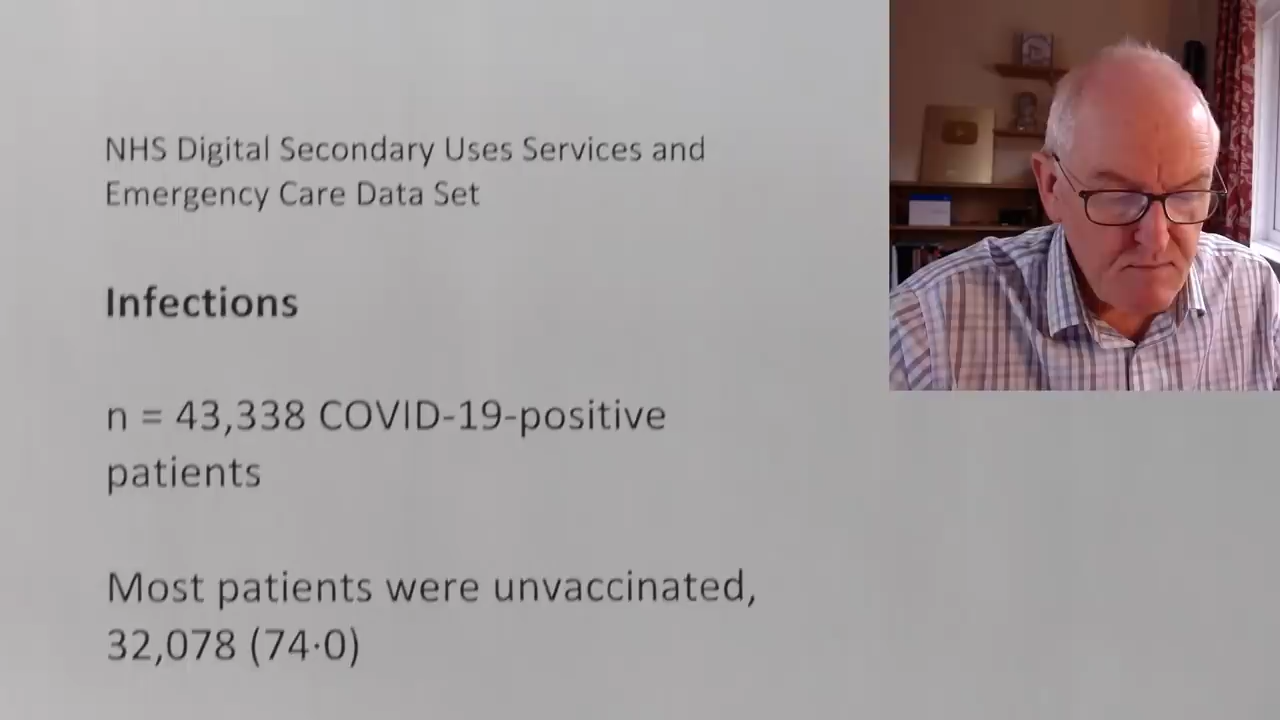 NHS Digital Secondary Uses Services and
Emergency Care Data Set
Infections
n = 43,338 COVID-19-positive
patients
Most patients were unvaccinated,
32,078 (74·0)